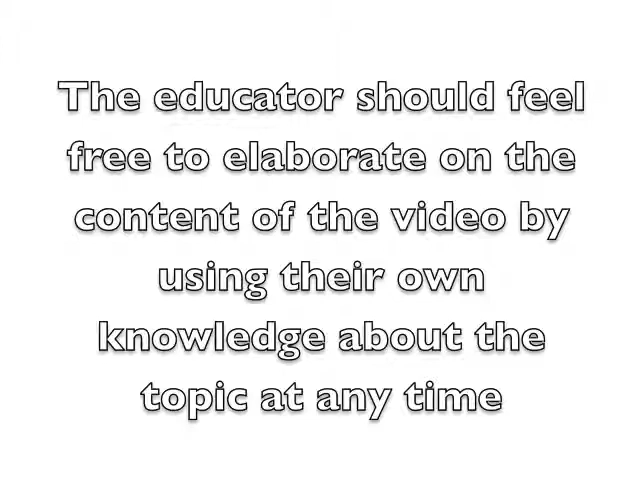 The educator should feel
free to elaborate on the
content of the video by
using their own
knowledge about the
topic at any time